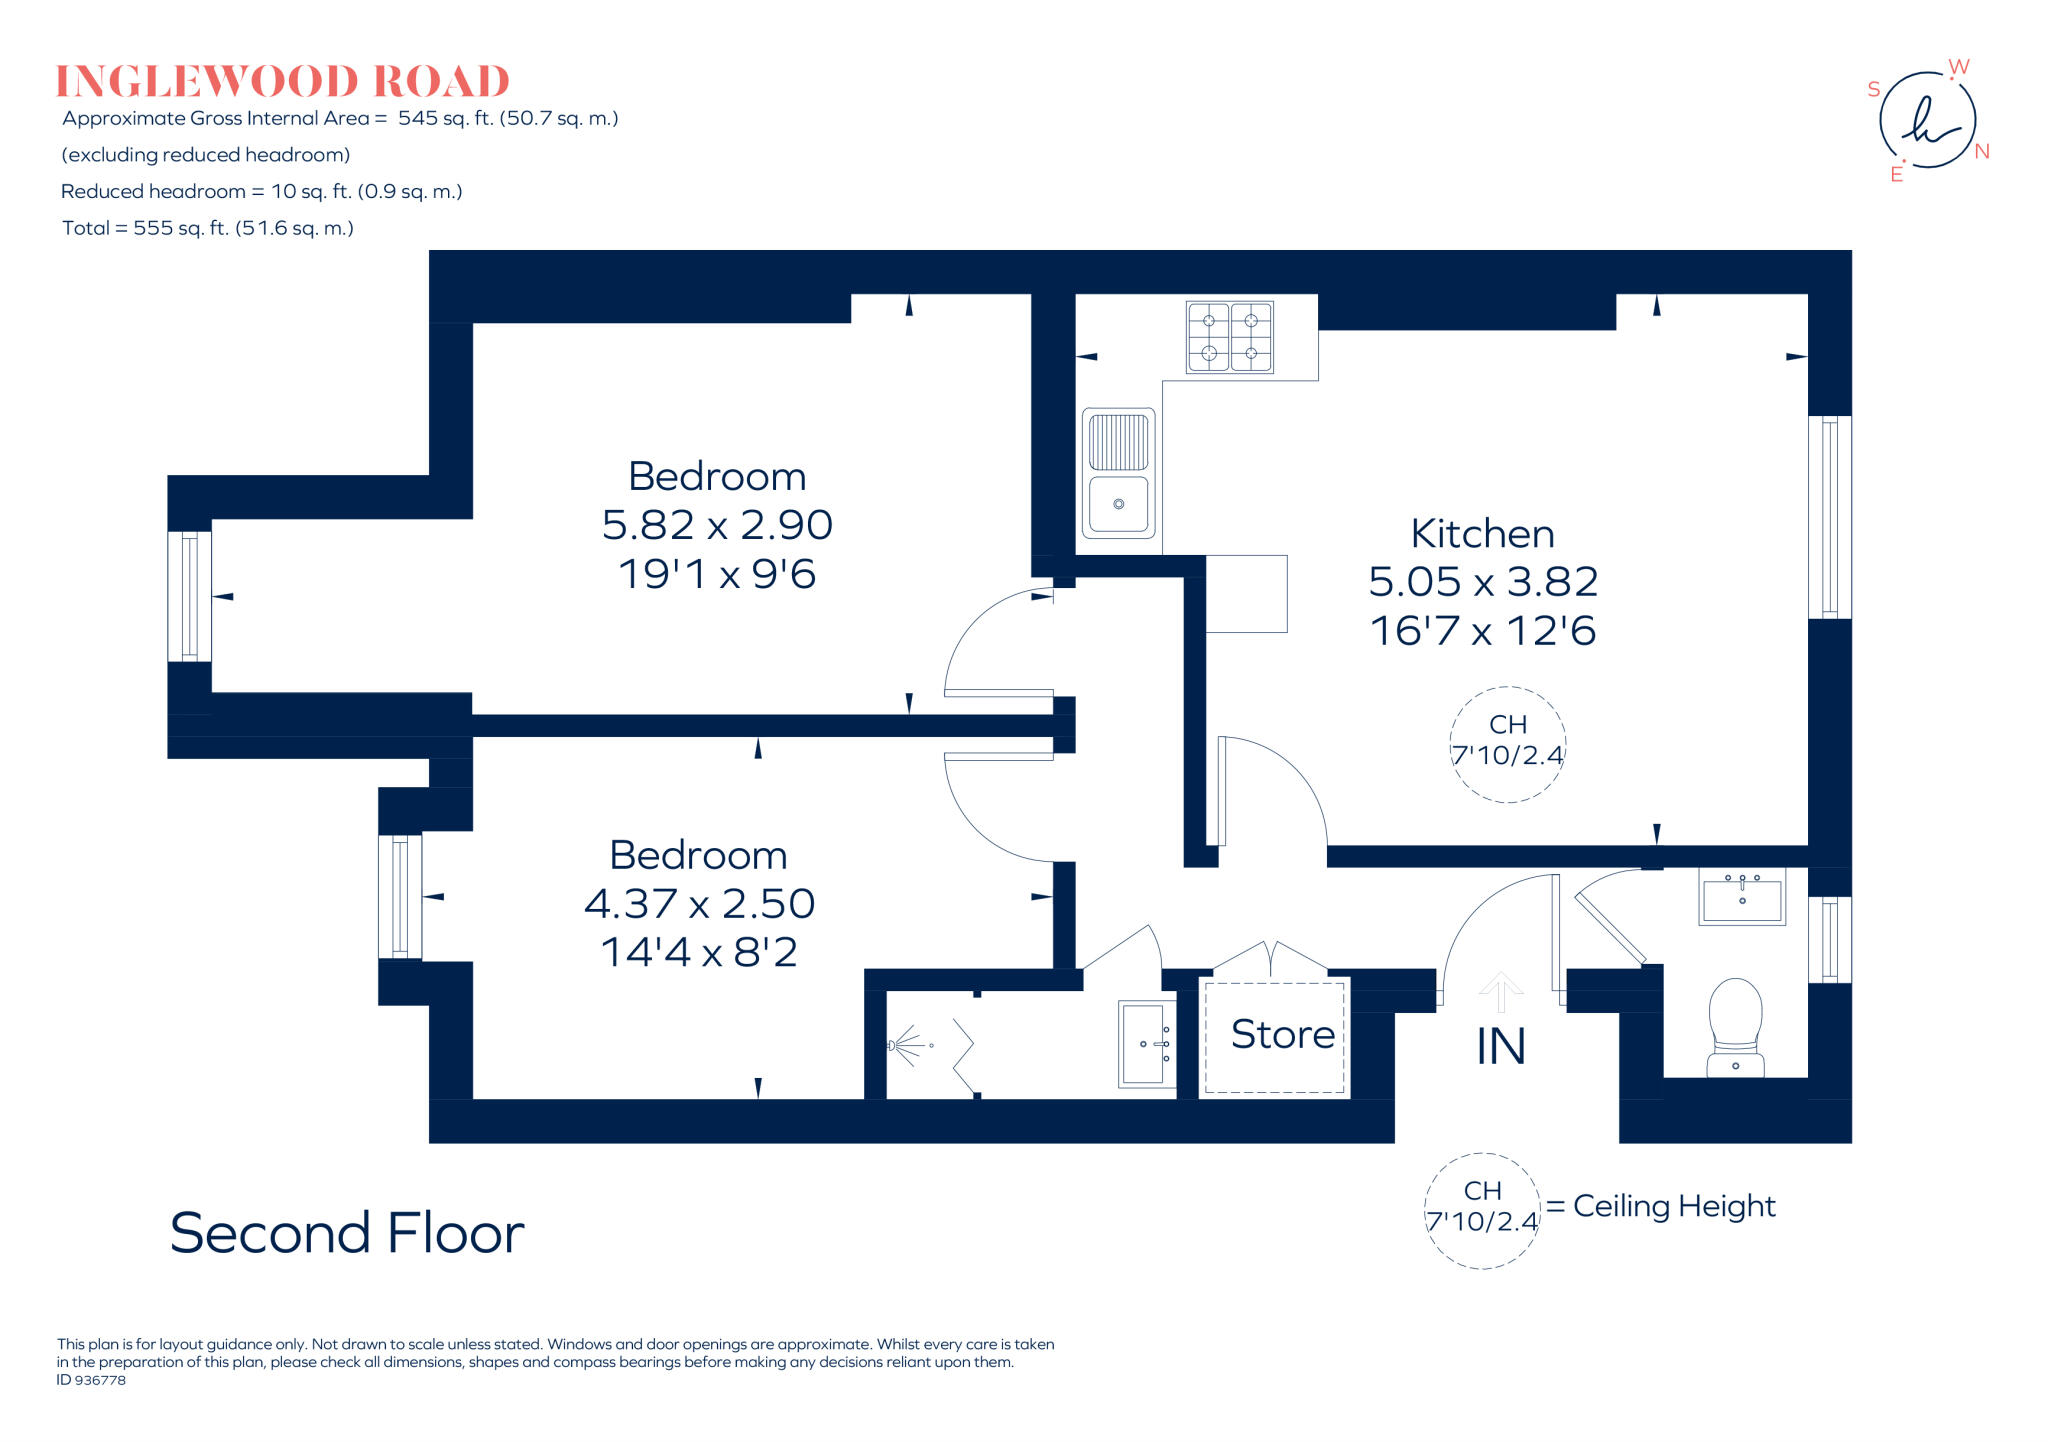 INGLEWOOD ROAD
Approximate Gross Internal Area = 545 sq. ft. (50.7 sq. m.)
(excluding reduced headroom)
Reduced headroom = 10 sq. ft. (0.9 sq. m.)
Total = 555 sq. ft. (51.6 sq. m.)
W
S
N
E
Bedroom
5.82 x 2.90
19'1 x 9'6
Kitchen
5.05 x 3.82
16'7 x 12'6
CH
7'10/2.4
Bedroom
4.37 x 2.50
14'4 x 8'2
Store
IN
CH
7'10/2.4
= Ceiling Height
Second Floor
This plan is for layout guidance only. Not drawn to scale unless stated. Windows and door openings are approximate. Whilst every care is taken
in the preparation of this plan, please check all dimensions, shapes and compass bearings before making any decisions reliant upon them.
ID 936778